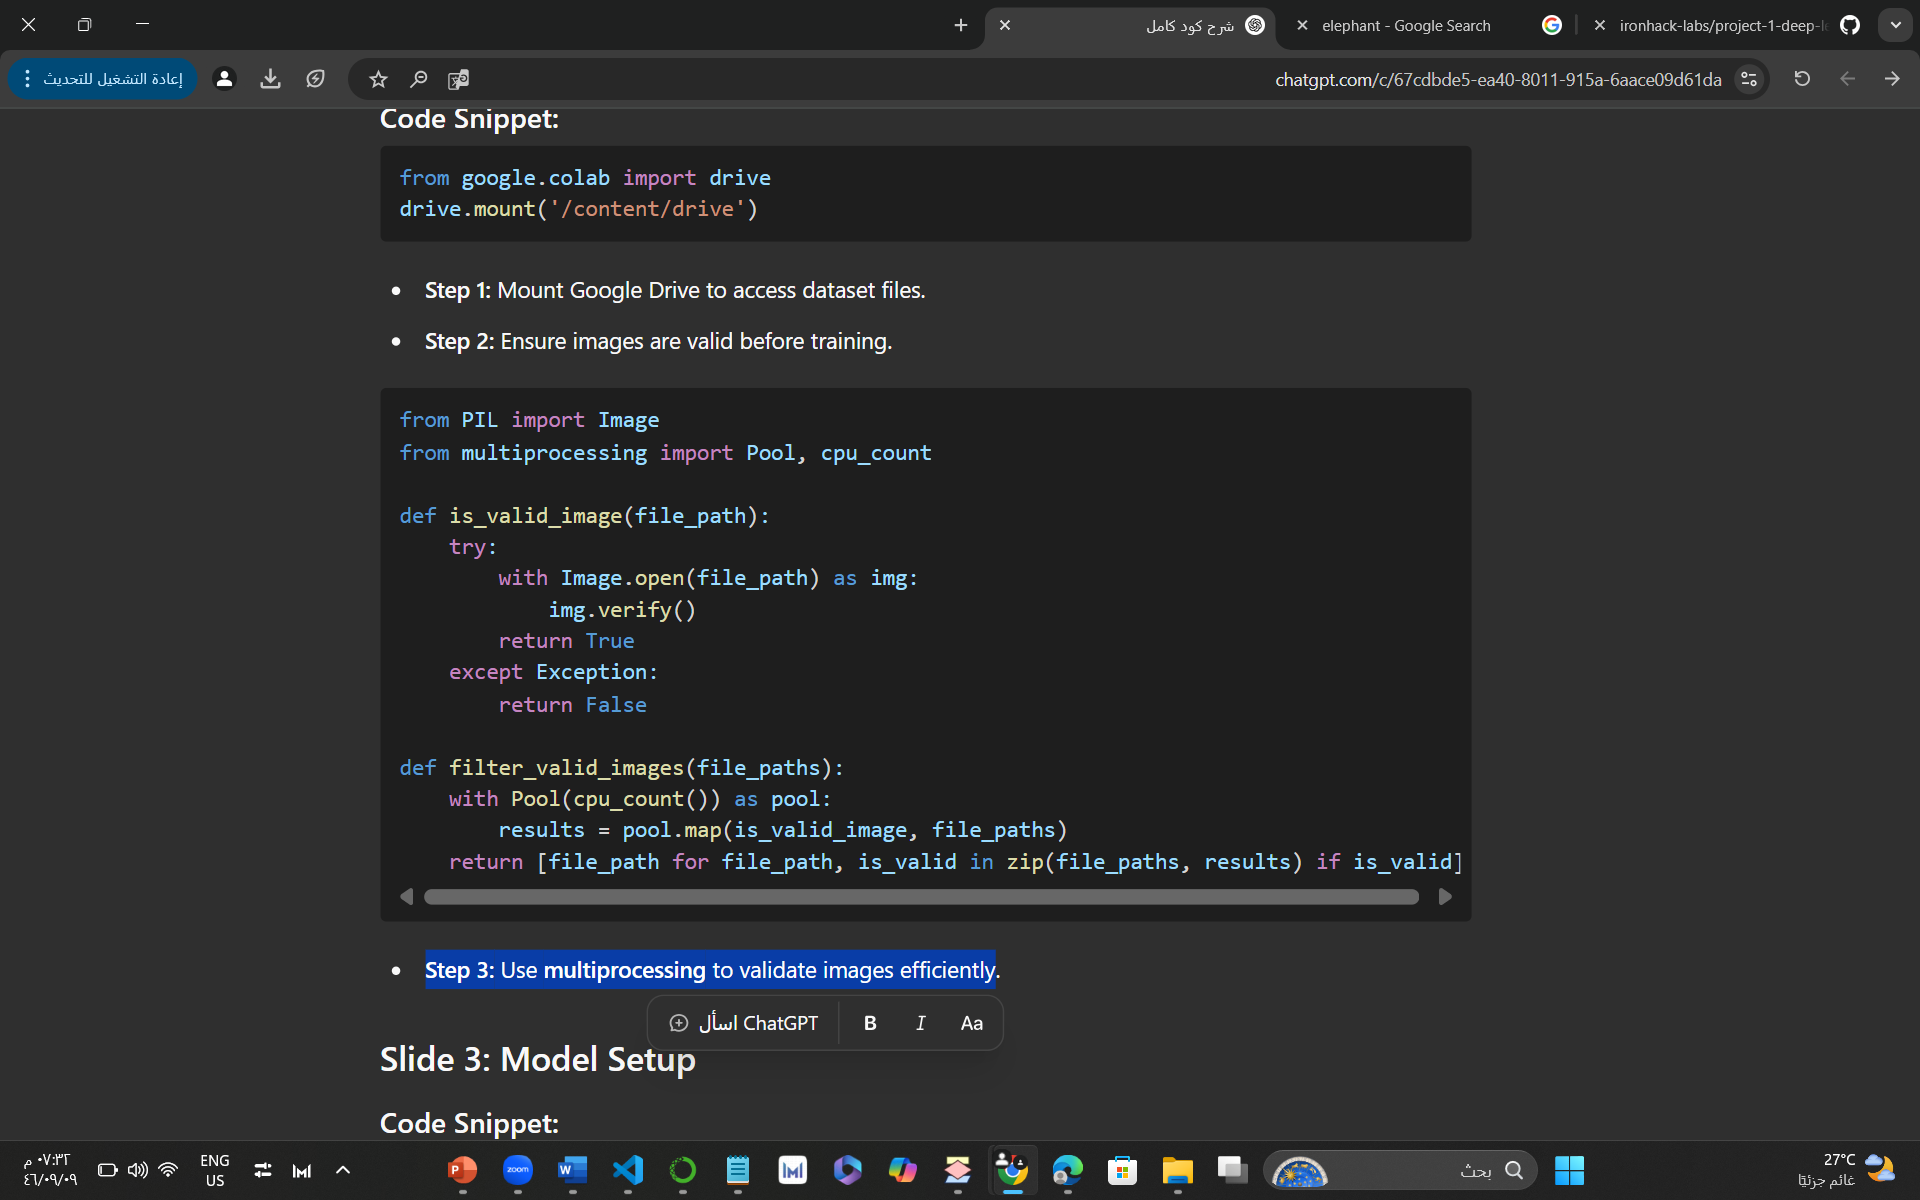 شرح كود كامل
elephant - Google Search
ironhack-labs/project-1-deep-le
إعادة التشغيل للتحديث
chatgpt.com/c/67cdbde5-ea40-8011-915a-6aace09d61da
Code Snippet:
from google.colab import drive
drive.mount('/content/drive')
• Step 1: Mount Google Drive to access dataset files.
• Step 2: Ensure images are valid before training.
from PIL import Image
from multiprocessing import Pool, cpu_count
def is_valid_image(file_path):
    try:
        with Image.open(file_path) as img:
            img.verify()
        return True
    except Exception:
        return False
def filter_valid_images(file_paths):
    with Pool(cpu_count()) as pool:
        results = pool.map(is_valid_image, file_paths)
    return [file_path for file_path, is_valid in zip(file_paths, results) if is_valid]
• Step 3: Use multiprocessing to validate images efficiently.
اسأل ChatGPT B I Aa
Slide 3: Model Setup
Code Snippet:
٠٧:٣٢ م
٤٦/٠٩/٠٩
ENG
US
zoom
بحث
27°C
غائم جزئيًا